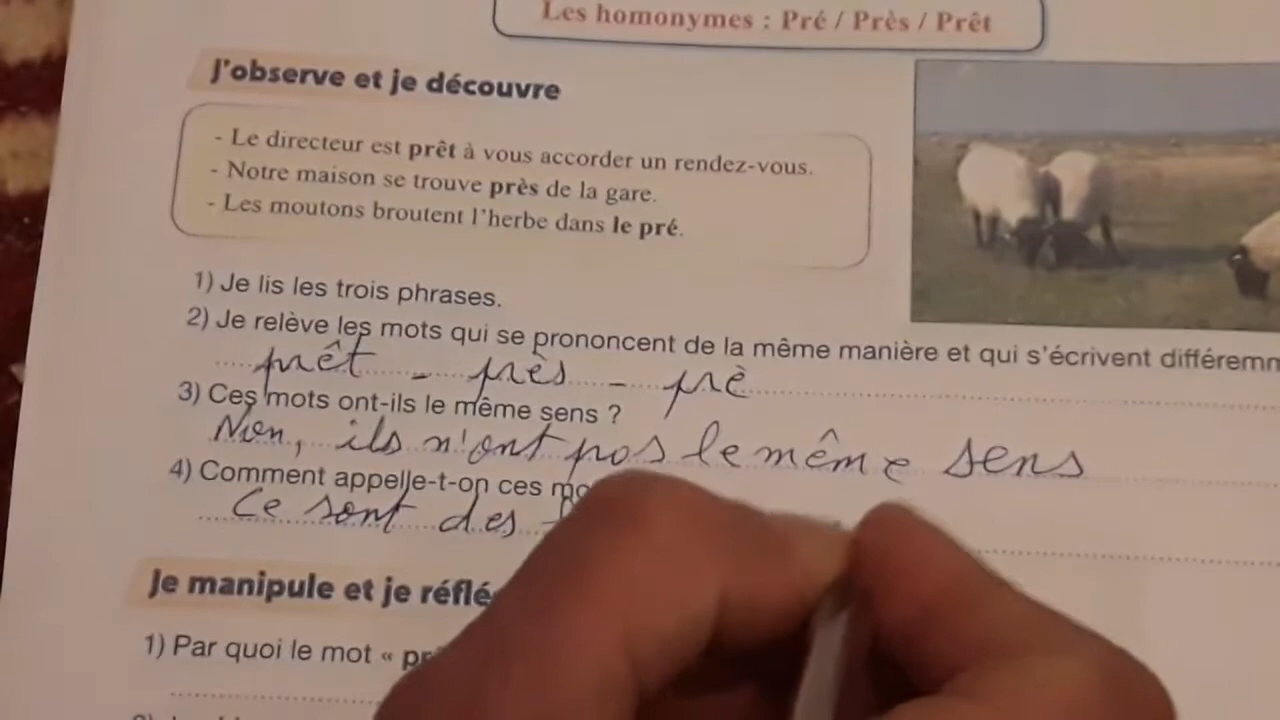 Les homonymes : Pré / Près / Prêt
J'observe et je découvre
- Le directeur est prêt à vous accorder un rendez-vous.
- Notre maison se trouve près de la gare.
- Les moutons broutent l'herbe dans le pré.
1) Je lis les trois phrases.
2) Je relève les mots qui se prononcent de la même manière et qui s'écrivent différemm
prêt - près - prè
3) Ces mots ont-ils le même sens ?
Non, ils n'ont pas le même sens
4) Comment appelle-t-on ces mo
Ce sont des
Je manipule et je réflé
1) Par quoi le mot « pr